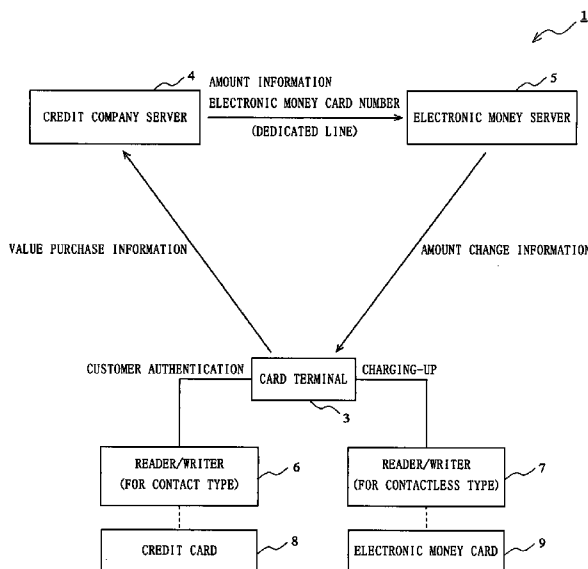 1
4
AMOUNT INFORMATION
5
CREDIT COMPANY SERVER
ELECTRONIC MONEY CARD NUMBER
ELECTRONIC MONEY SERVER
(DEDICATED LINE)
VALUE PURCHASE INFORMATION
AMOUNT CHANGE INFORMATION
CUSTOMER AUTHENTICATION
CARD TERMINAL
CHARGING-UP
3
READER/WRITER
(FOR CONTACT TYPE)
6
READER/WRITER
(FOR CONTACTLESS TYPE)
7
CREDIT CARD
8
ELECTRONIC MONEY CARD
9